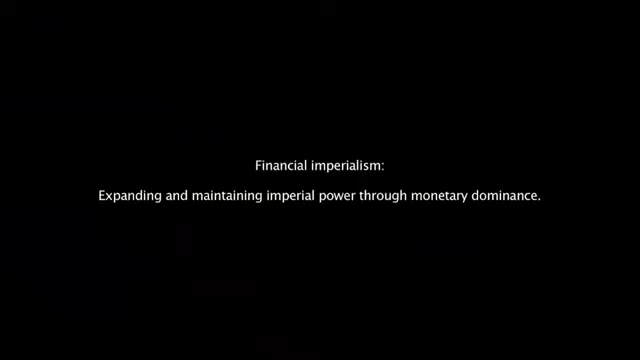 Financial imperialism:
Expanding and maintaining imperial power through monetary dominance.